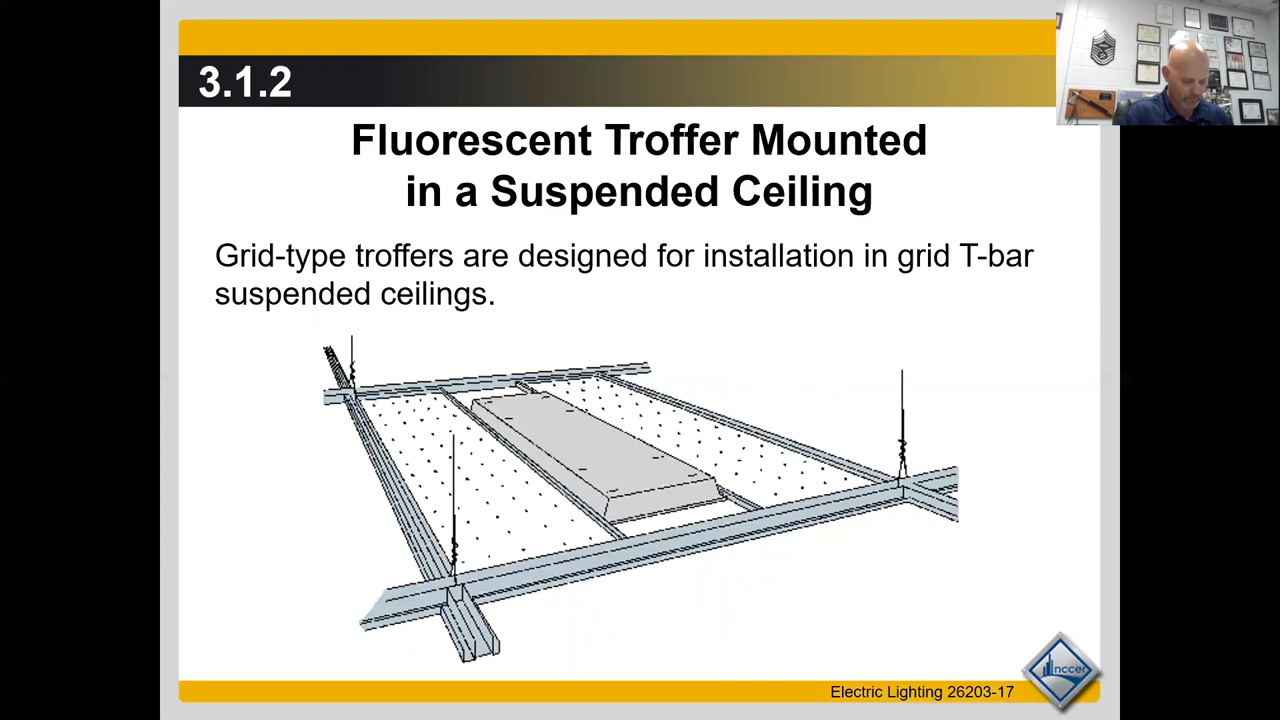 3.1.2
Fluorescent Troffer Mounted
in a Suspended Ceiling
Grid-type troffers are designed for installation in grid T-bar
suspended ceilings.
Electric Lighting 26203-17
nccer